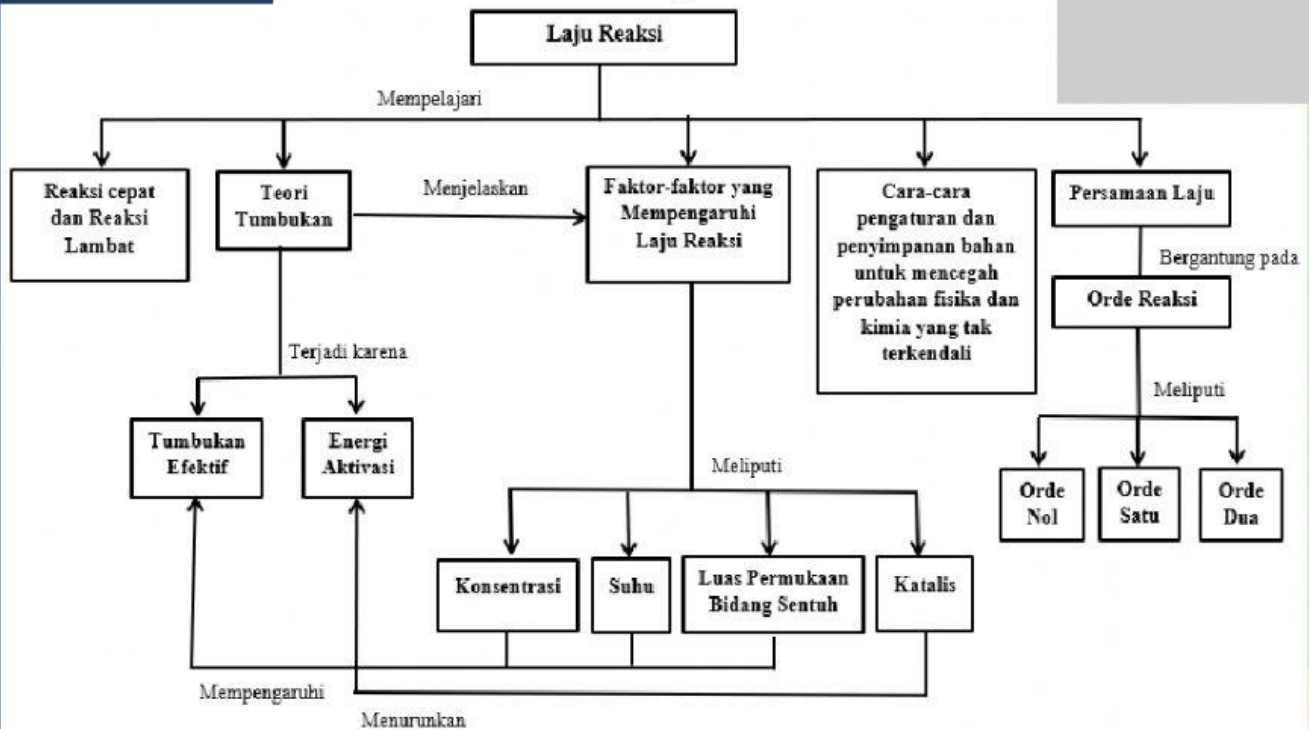 Laju Reaksi
Mempelajari
Reaksi cepat
dan Reaksi
Lambat
Teori
Tumbukan
Menjelaskan
Faktor-faktor yang
Mempengaruhi
Laju Reaksi
Cara-cara
pengaturan dan
penyimpanan bahan
untuk mencegah
perubahan fisika dan
kimia yang tak
terkendali
Persamaan Laju
Bergantung pada
Orde Reaksi
Terjadi karena
Meliputi
Tumbukan
Efektif
Energi
Aktivasi
Meliputi
Orde
Nol
Orde
Satu
Orde
Dua
Konsentrasi
Suhu
Luas Permukaan
Bidang Sentuh
Katalis
Mempengaruhi
Menurunkan